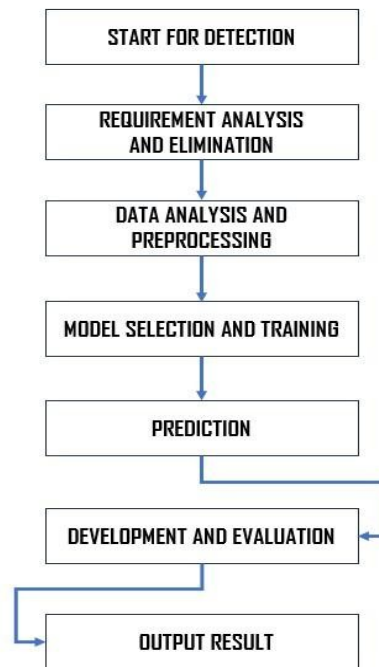 START FOR DETECTION
REQUIREMENT ANALYSIS
AND ELIMINATION
DATA ANALYSIS AND
PREPROCESSING
MODEL SELECTION AND TRAINING
PREDICTION
DEVELOPMENT AND EVALUATION
OUTPUT RESULT